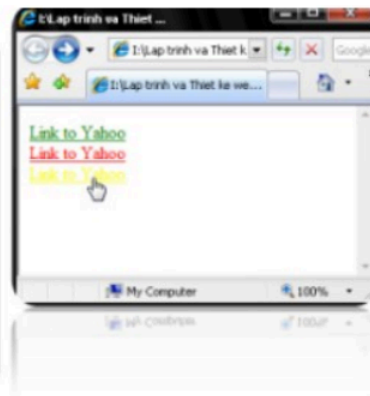 I:\Lap trinh va Thiet ...
I:\Lap trinh va Thiet k
Google
I:\Lap trinh va Thiet ke we...
Link to Yahoo
Link to Yahoo
Link to Yahoo
My Computer
100%